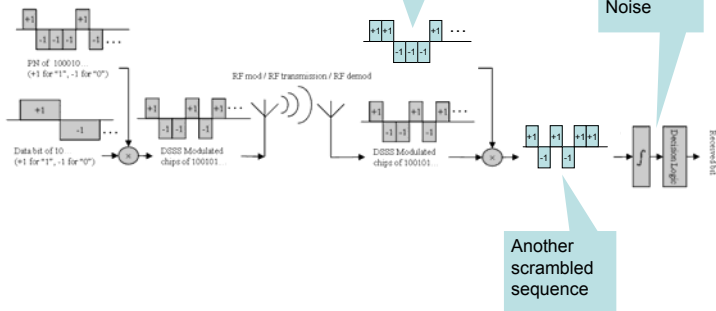 Noise
+1 +1
-1 -1 -1 -1 ...
PN of 100010...
(+1 for "1", -1 for "0")
+1 +1 +1 ...
-1 -1 -1
RF mod / RF transmission / RF demod
+1
-1 ...
Data bit of 10...
(+1 for "1", -1 for "0")
×
+1 +1 +1 ...
-1 -1 -1
DSSS Modulated
chips of 100101...
+1 +1 +1 ...
-1 -1 -1
DSSS Modulated
chips of 100101...
×
+1 +1 +1 +1
-1 -1
∫
Decision Logic
Received bit
Another
scrambled
sequence